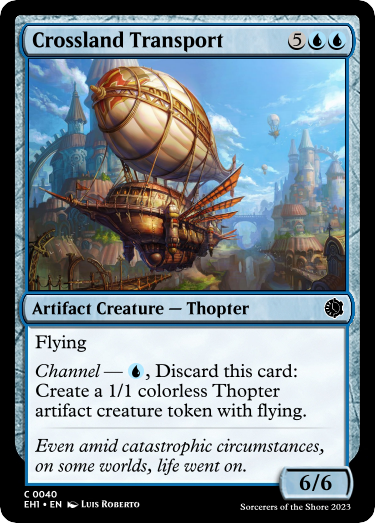 Crossland Transport 5
Artifact Creature — Thopter
Flying
Channel — , Discard this card:
Create a 1/1 colorless Thopter
artifact creature token with flying.
Even amid catastrophic circumstances,
on some worlds, life went on.
6/6
C 0040
EH1 • EN Luis Roberto
Sorcerers of the Shore 2023